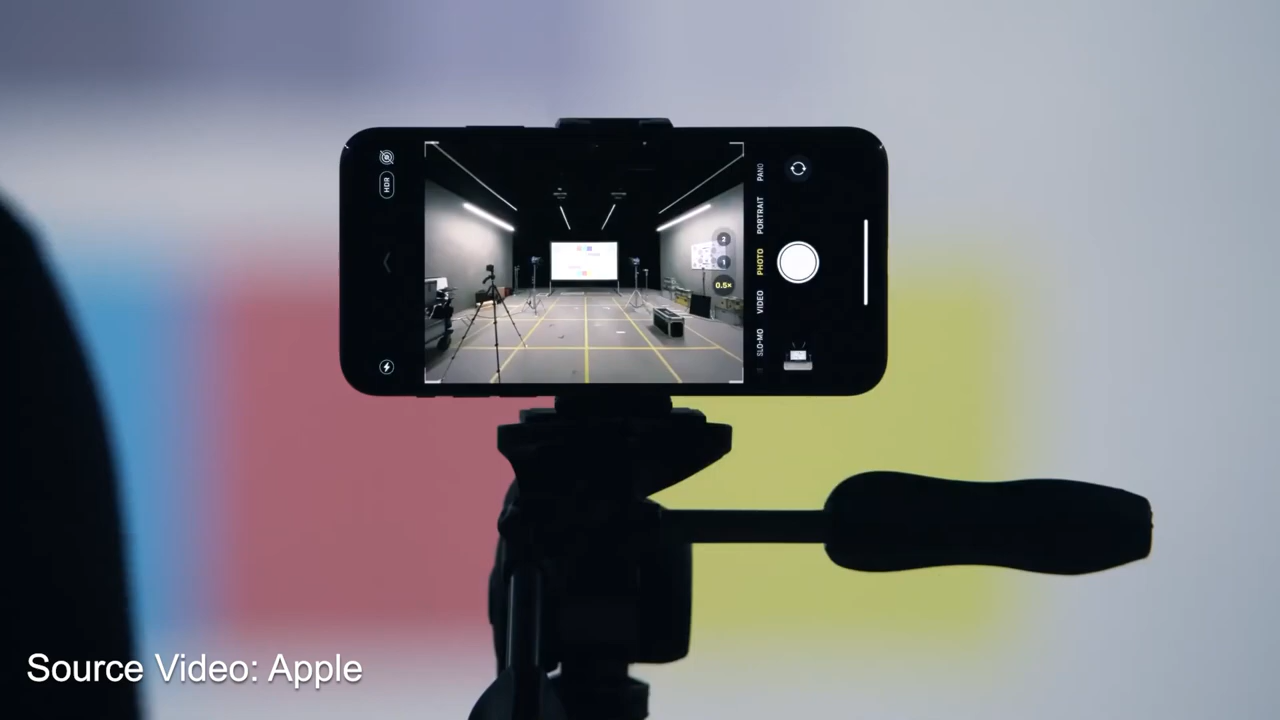 HDR
2
1
0.5×
PANO
PORTRAIT
PHOTO
VIDEO
SLO-MO
Source Video: Apple